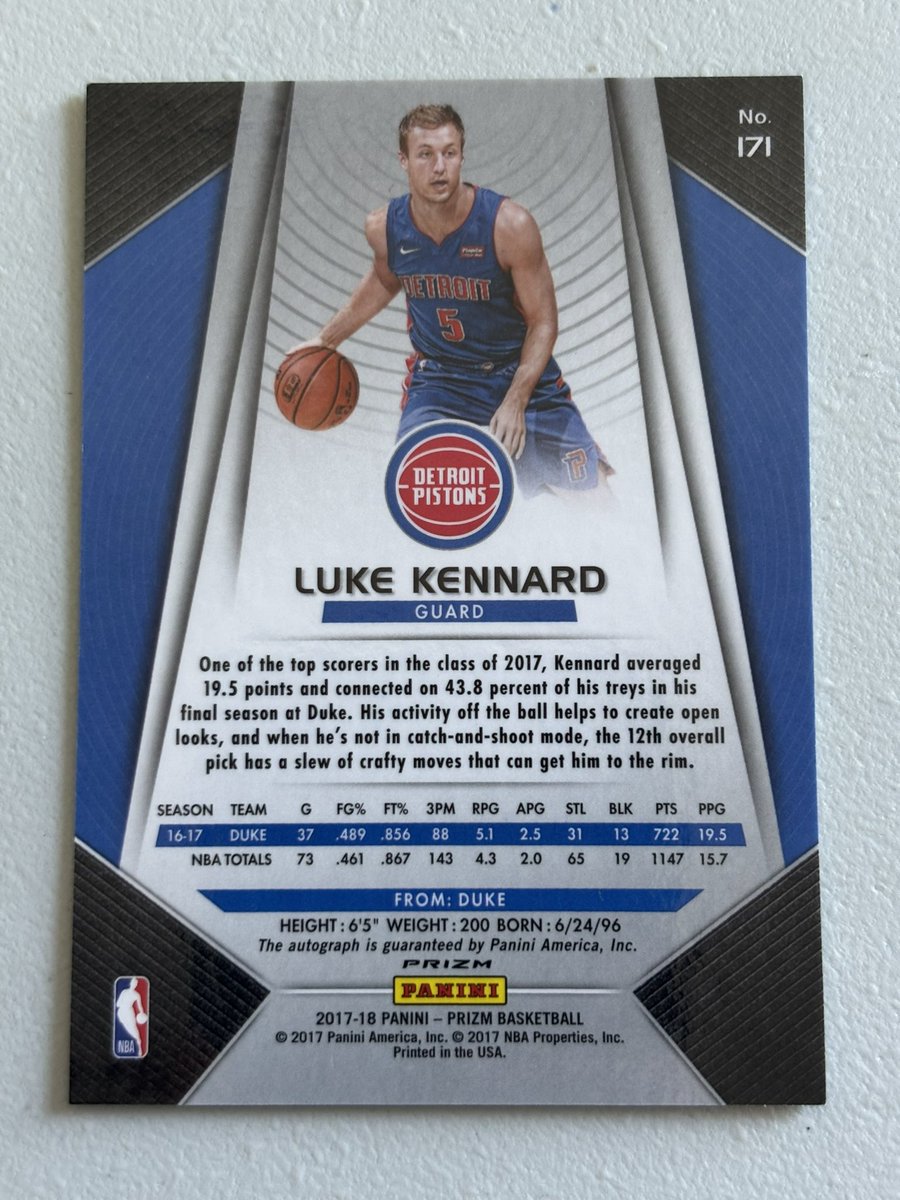 No.
171
DETROIT
5
DETROIT
PISTONS
LUKE KENNARD
GUARD
One of the top scorers in the class of 2017, Kennard averaged
19.5 points and connected on 43.8 percent of his treys in his
final season at Duke. His activity off the ball helps to create open
looks, and when he's not in catch-and-shoot mode, the 12th overall
pick has a slew of crafty moves that can get him to the rim.
SEASON TEAM G FG% FT% 3PM RPG APG STL BLK PTS PPG
16-17 DUKE 37 .489 .856 88 5.1 2.5 31 13 722 19.5
NBA TOTALS 73 .461 .867 143 4.3 2.0 65 19 1147 15.7
FROM: DUKE
HEIGHT: 6'5" WEIGHT: 200 BORN: 6/24/96
The autograph is guaranteed by Panini America, Inc.
PRIZM
PANINI
2017-18 PANINI – PRIZM BASKETBALL
© 2017 Panini America, Inc. © 2017 NBA Properties, Inc.
Printed in the USA.
NBA